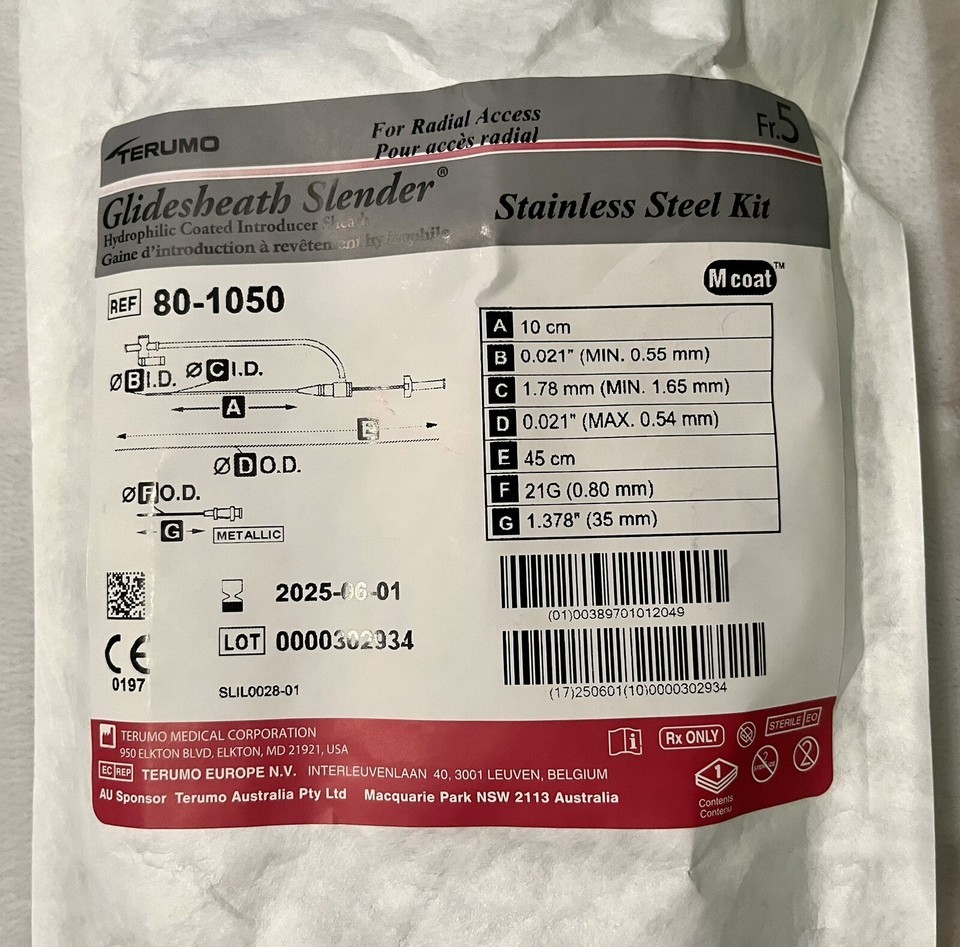 TERUMO
For Radial Access
Pour accès radial
Fr.5
Glidesheath Slender®
Hydrophilic Coated Introducer Sheath
Gaine d'introduction à revêtement hydrophile
Stainless Steel Kit
M coat™
REF 80-1050
A 10 cm
B 0.021" (MIN. 0.55 mm)
C 1.78 mm (MIN. 1.65 mm)
D 0.021" (MAX. 0.54 mm)
E 45 cm
F 21G (0.80 mm)
G 1.378" (35 mm)
Ø B I.D. Ø C I.D.
A
E
Ø D O.D.
Ø F O.D.
G METALLIC
2025-06-01
LOT 0000302934
CE
0197
SLIL0028-01
(01)00389701012049
(17)250601(10)0000302934
TERUMO MEDICAL CORPORATION
950 ELKTON BLVD, ELKTON, MD 21921, USA
EC REP TERUMO EUROPE N.V. INTERLEUVENLAAN 40, 3001 LEUVEN, BELGIUM
AU Sponsor Terumo Australia Pty Ltd Macquarie Park NSW 2113 Australia
i
Rx ONLY
STERILE EO
1
Contents
Contenu
2